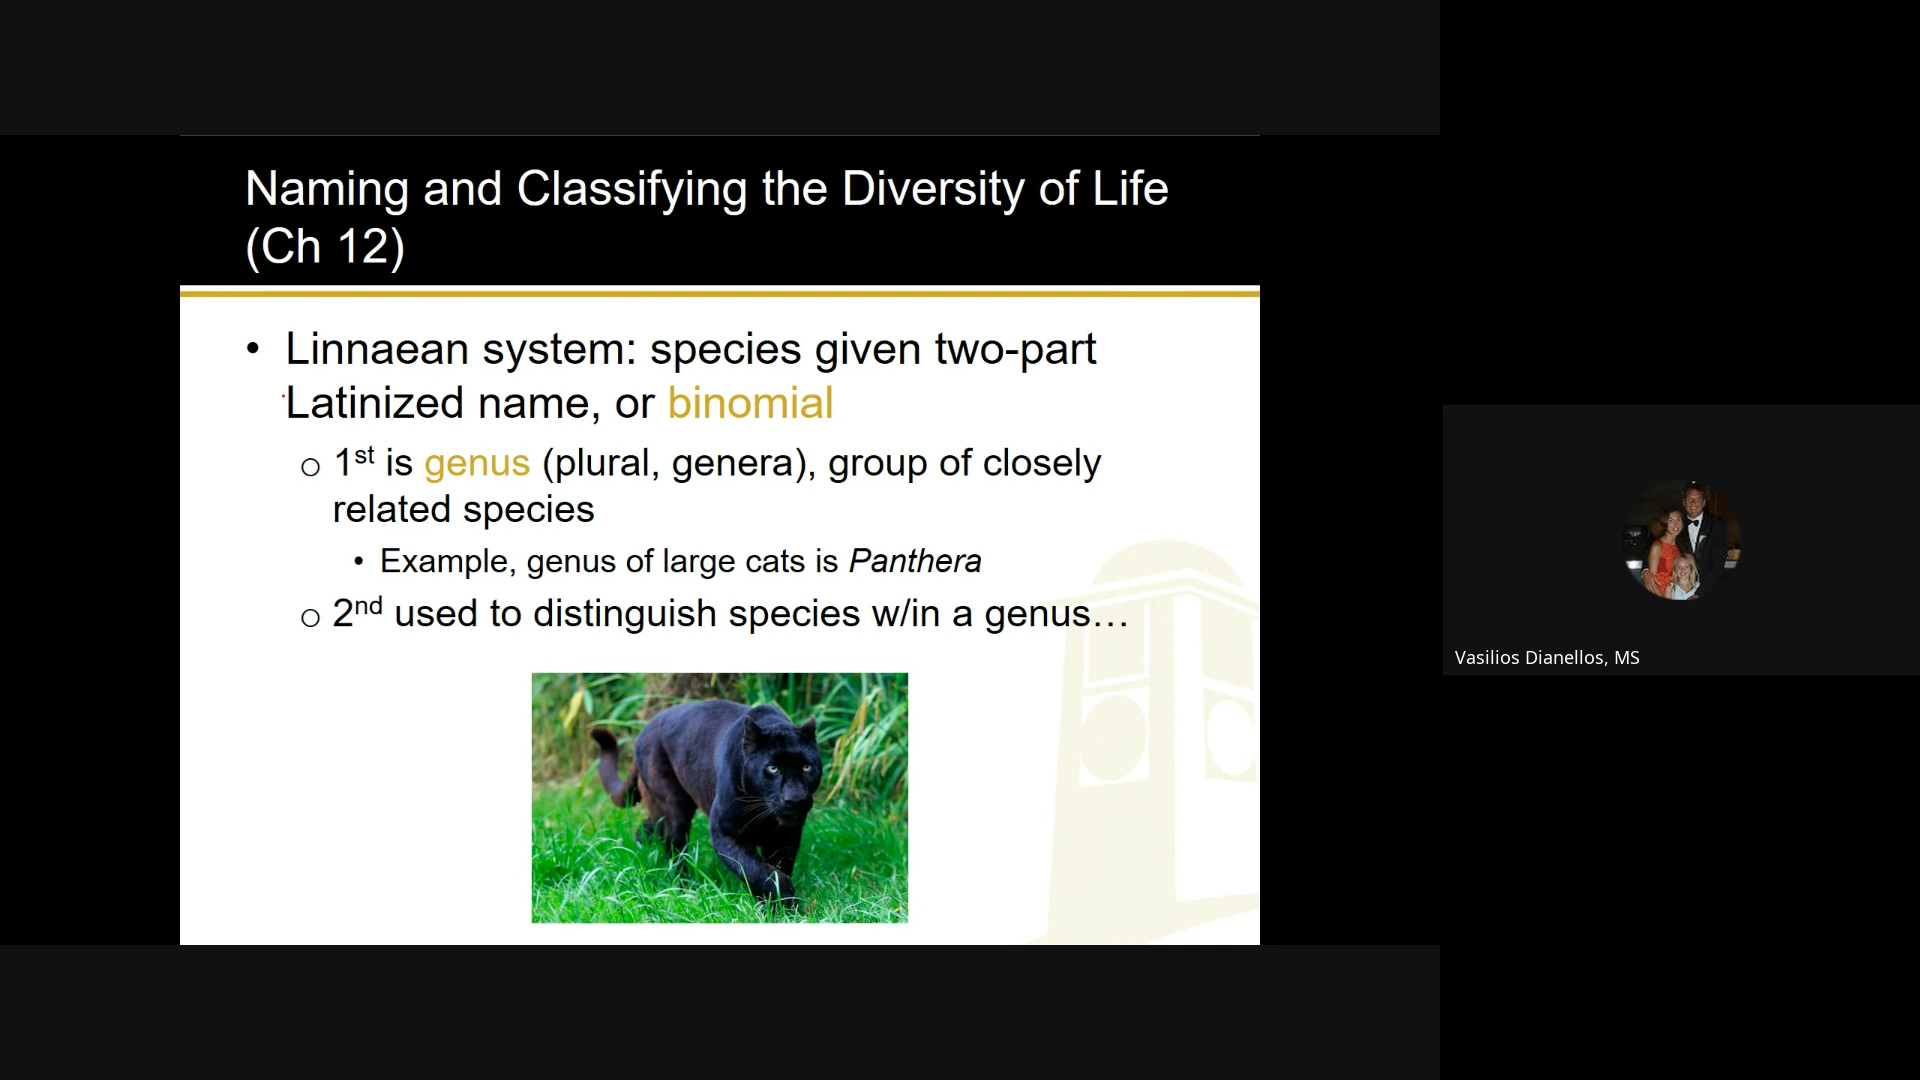 Naming and Classifying the Diversity of Life
(Ch 12)
• Linnaean system: species given two-part
Latinized name, or binomial
o 1st is genus (plural, genera), group of closely
related species
• Example, genus of large cats is Panthera
o 2nd used to distinguish species w/in a genus…
Vasilios Dianellos, MS